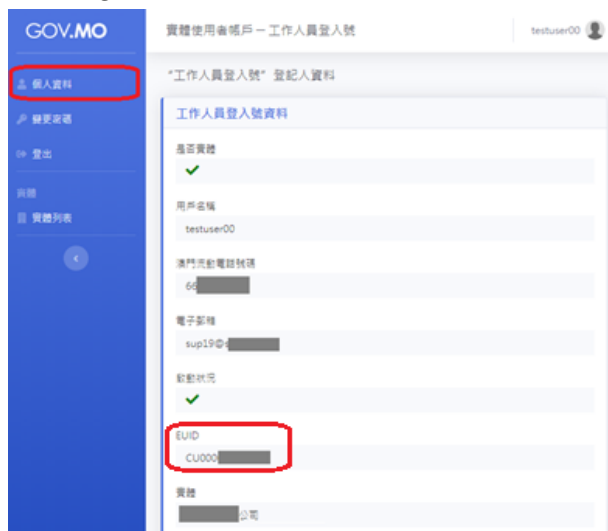 GOV.MO
實體使用者帳戶 – 工作人員登入號
testuser00
個人資料
變更密碼
登出
實體
實體列表
"工作人員登入號" 登記人資料
工作人員登入號資料
是否實體
用戶名稱
testuser00
澳門流動電話號碼
66
電子郵箱
sup19@s
啟動狀況
EUID
CU000
實體
公司